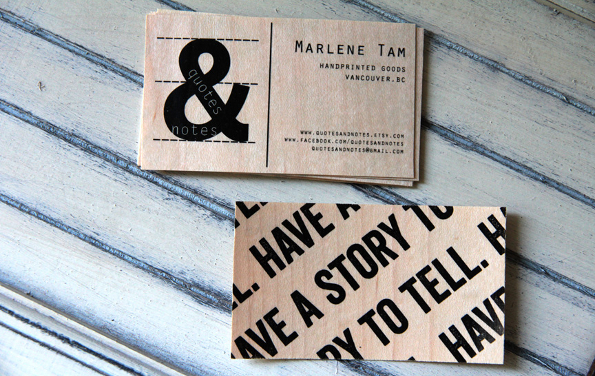 quotes
notes
&
MARLENE TAM
HANDPRINTED GOODS
VANCOUVER.BC
WWW.QUOTESANDNOTES.ETSY.COM
WWW.FACEBOOK.COM/QUOTESANDNOTES
QUOTESANDNOTES@GMAIL.COM
TELL. HAVE A
HAVE A STORY TO
STORY TO TELL. H
HAVE